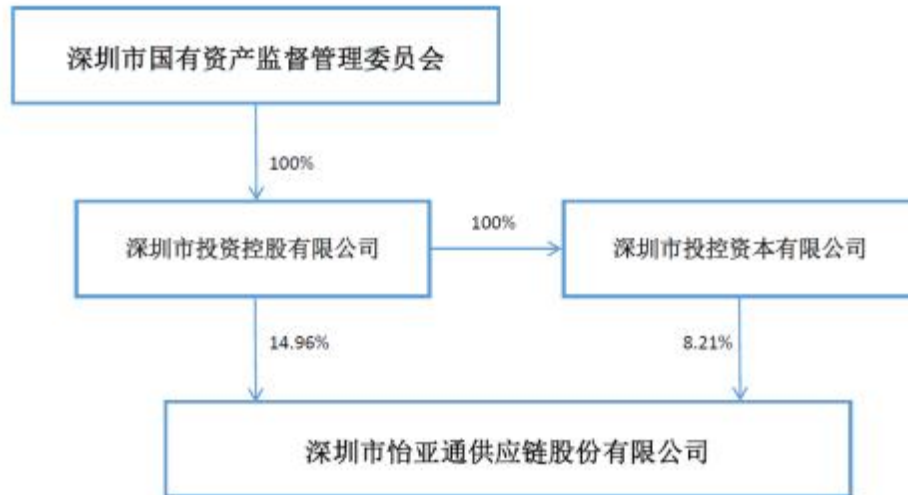 深圳市国有资产监督管理委员会
100%
深圳市投资控股有限公司
100%
深圳市投控资本有限公司
14.96%
8.21%
深圳市怡亚通供应链股份有限公司